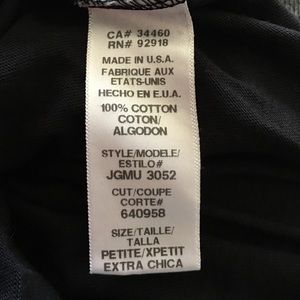 CA# 34460
RN# 92918
MADE IN U.S.A.
FABRIQUE AUX
ETATS-UNIS
HECHO EN E.U.A.
100% COTTON
COTON/
ALGODON
STYLE/MODELE/
ESTILO#
JGMU 3052
CUT/COUPE
CORTE#
640958
SIZE/TAILLE/
TALLA
PETITE/XPETIT
EXTRA CHICA